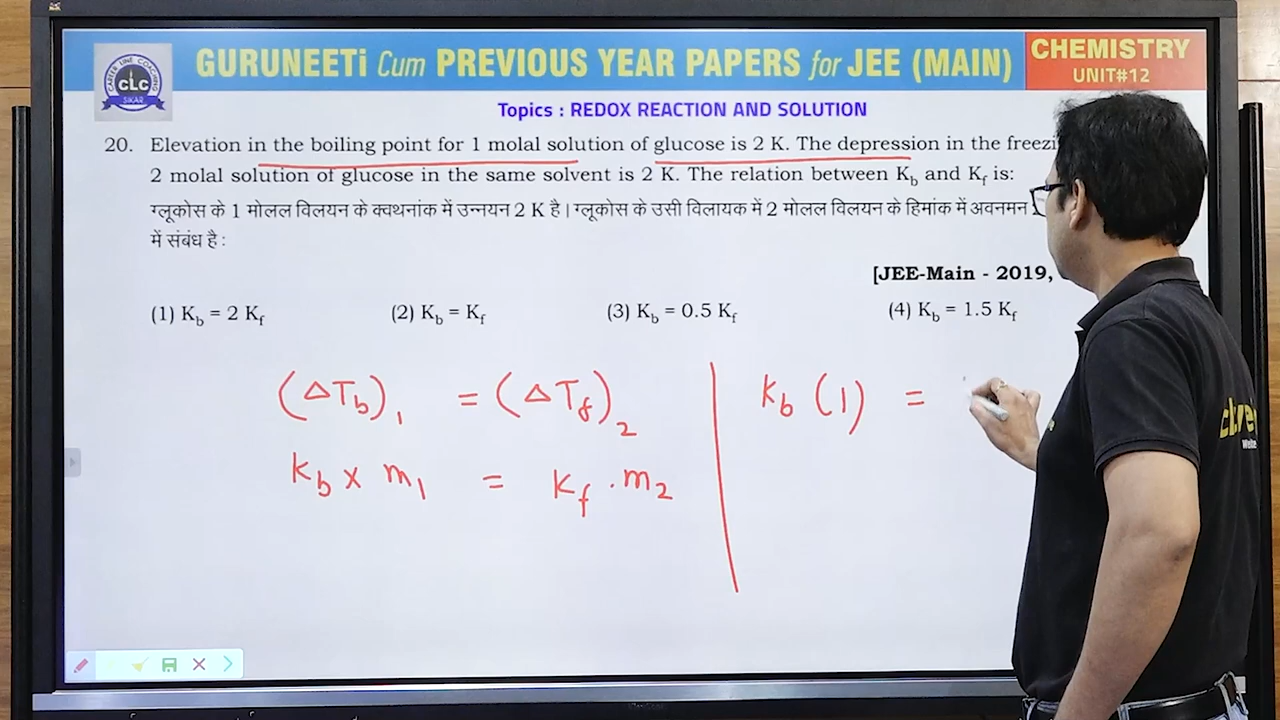 GURUNEETi Cum PREVIOUS YEAR PAPERS for JEE (MAIN)
CHEMISTRY
UNIT#12
CAREER LINE COACHING
CLC
SIKAR
Topics : REDOX REACTION AND SOLUTION
20. Elevation in the boiling point for 1 molal solution of glucose is 2 K. The depression in the freezi
2 molal solution of glucose in the same solvent is 2 K. The relation between K_b and K_f is:
ग्लूकोस के 1 मोलल विलयन के क्वथनांक में उन्नयन 2 K है। ग्लूकोस के उसी विलायक में 2 मोलल विलयन के हिमांक में अवनमन
में संबंध है :
[JEE-Main - 2019,
(1) K_b = 2 K_f (2) K_b = K_f (3) K_b = 0.5 K_f (4) K_b = 1.5 K_f
(ΔT_b)_1 = (ΔT_f)_2
K_b × m_1 = K_f . m_2
K_b (1) =